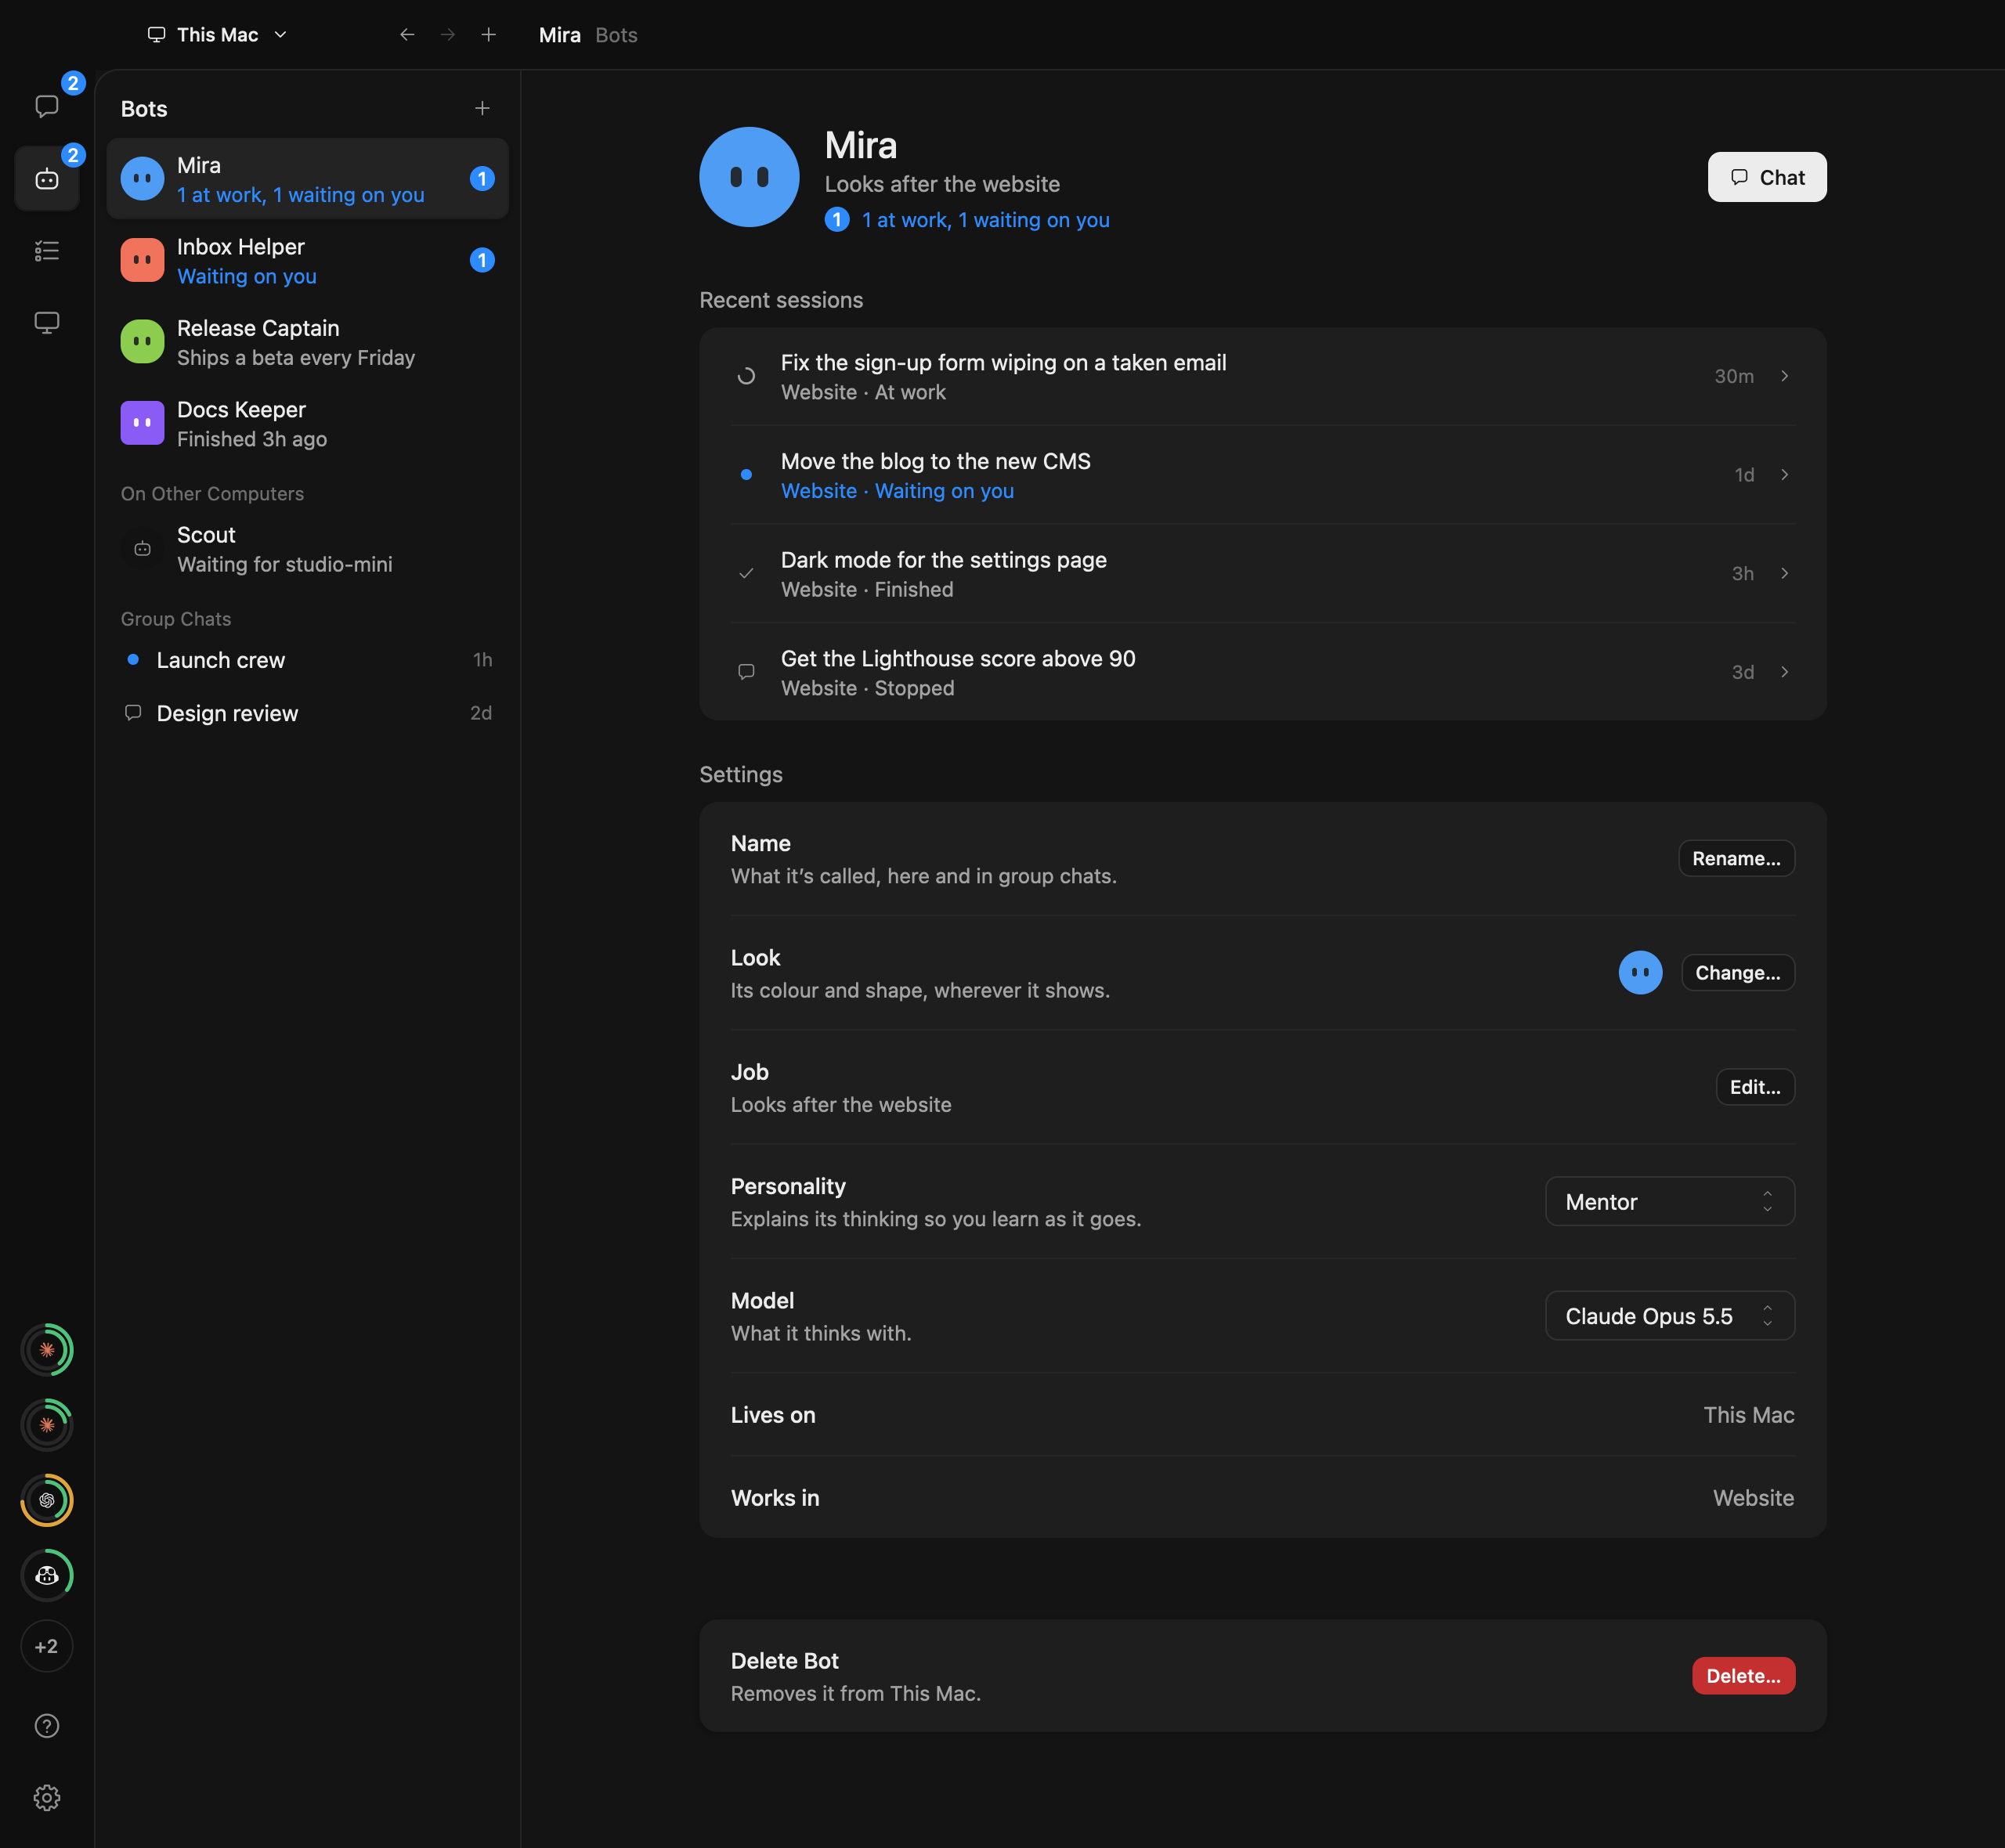 This Mac
Mira Bots
2
2
Bots
Mira
1 at work, 1 waiting on you
1
Inbox Helper
Waiting on you
1
Release Captain
Ships a beta every Friday
Docs Keeper
Finished 3h ago
On Other Computers
Scout
Waiting for studio-mini
Group Chats
Launch crew
1h
Design review
2d
+2
Mira
Looks after the website
1 1 at work, 1 waiting on you
Chat
Recent sessions
Fix the sign-up form wiping on a taken email
Website · At work
30m
Move the blog to the new CMS
Website · Waiting on you
1d
Dark mode for the settings page
Website · Finished
3h
Get the Lighthouse score above 90
Website · Stopped
3d
Settings
Name
What it’s called, here and in group chats.
Rename...
Look
Its colour and shape, wherever it shows.
Change...
Job
Looks after the website
Edit...
Personality
Explains its thinking so you learn as it goes.
Mentor
Model
What it thinks with.
Claude Opus 5.5
Lives on
This Mac
Works in
Website
Delete Bot
Removes it from This Mac.
Delete...